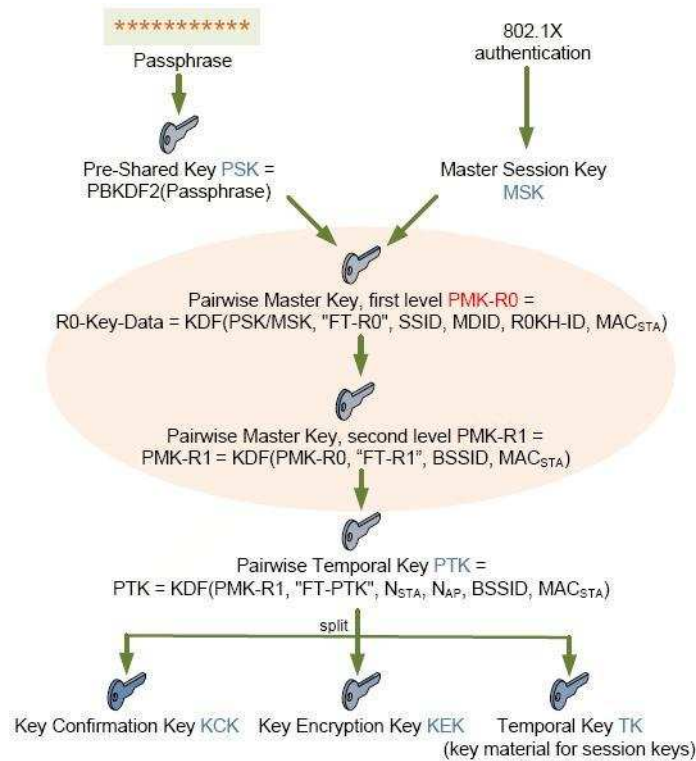 ***********
Passphrase
802.1X
authentication
Pre-Shared Key PSK =
PBKDF2(Passphrase)
Master Session Key
MSK
Pairwise Master Key, first level PMK-R0 =
R0-Key-Data = KDF(PSK/MSK, "FT-R0", SSID, MDID, R0KH-ID, MACSTA)
Pairwise Master Key, second level PMK-R1 =
PMK-R1 = KDF(PMK-R0, “FT-R1”, BSSID, MACSTA)
Pairwise Temporal Key PTK =
PTK = KDF(PMK-R1, "FT-PTK", NSTA, NAP, BSSID, MACSTA)
split
Key Confirmation Key KCK
Key Encryption Key KEK
Temporal Key TK
(key material for session keys)